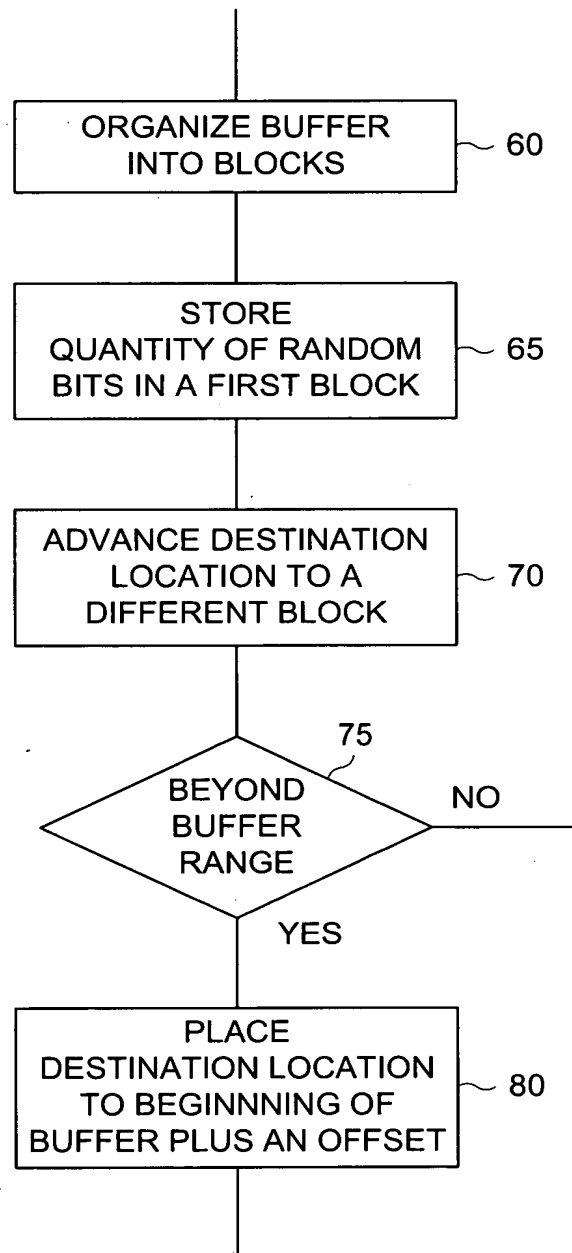 ORGANIZE BUFFER
INTO BLOCKS
60
STORE
QUANTITY OF RANDOM
BITS IN A FIRST BLOCK
65
ADVANCE DESTINATION
LOCATION TO A
DIFFERENT BLOCK
70
75
BEYOND
BUFFER
RANGE
NO
YES
PLACE
DESTINATION LOCATION
TO BEGINNNING OF
BUFFER PLUS AN OFFSET
80